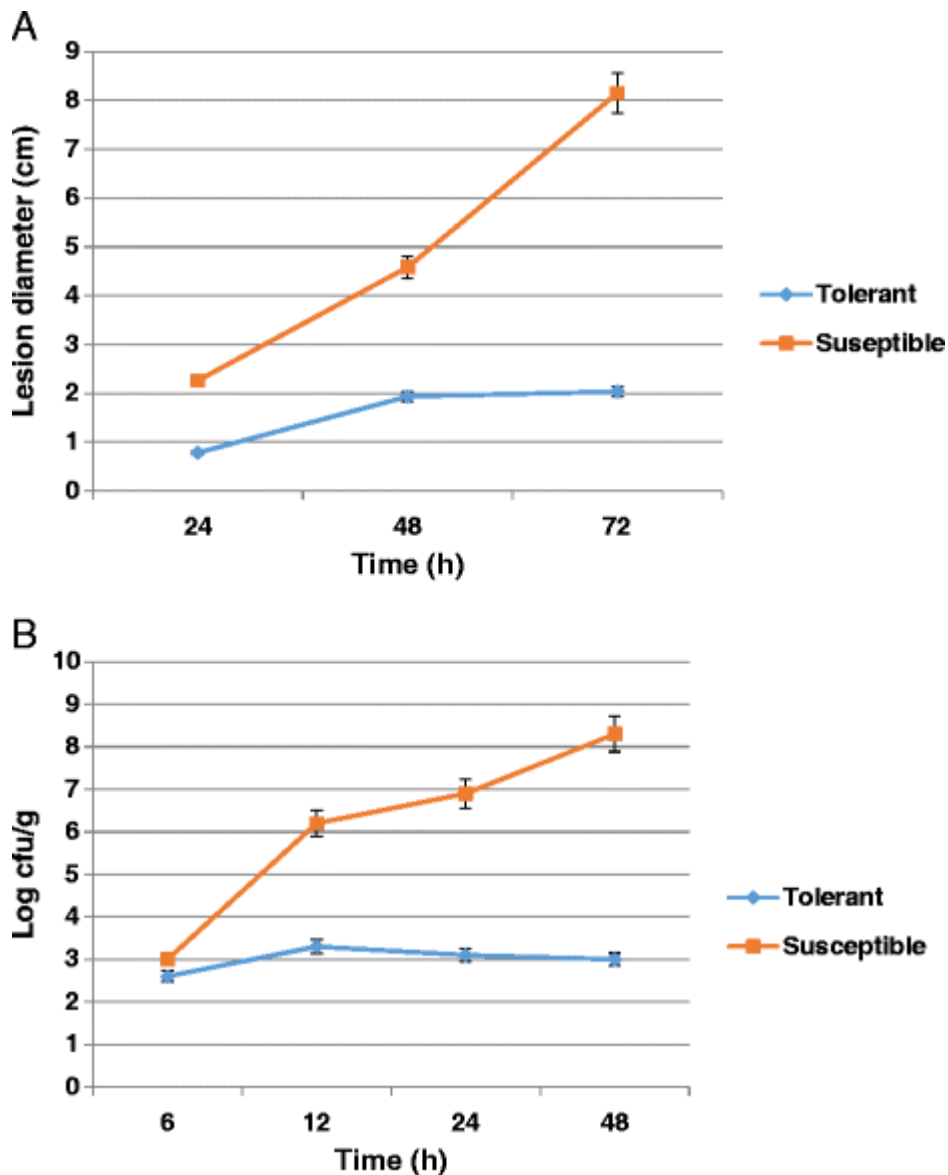 A
9
8
7
6
5
4
3
2
1
0
Lesion diameter (cm)
24 48 72
Time (h)
Tolerant
Suseptible
B
10
9
8
7
6
5
4
3
2
1
0
Log cfu/g
6 12 24 48
Time (h)
Tolerant
Susceptible